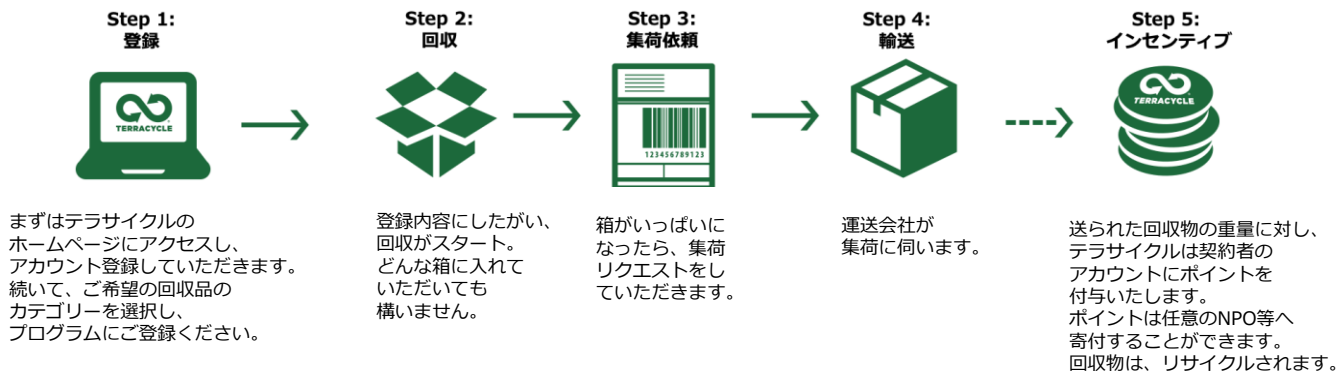 Step 1:
登録
TERRACYCLE
まずはテラサイクルの
ホームページにアクセスし、
アカウント登録していただきます。
続いて、ご希望の回収品の
カテゴリーを選択し、
プログラムにご登録ください。
Step 2:
回収
登録内容にしたがい、
回収がスタート。
どんな箱に入れて
いただいても
構いません。
Step 3:
集荷依頼
123456789123
箱がいっぱいに
なったら、集荷
リクエストをし
ていただきます。
Step 4:
輸送
運送会社が
集荷に伺います。
Step 5:
インセンティブ
TERRACYCLE
送られた回収物の重量に対し、
テラサイクルは契約者の
アカウントにポイントを
付与いたします。
ポイントは任意のNPO等へ
寄付することができます。
回収物は、リサイクルされます。